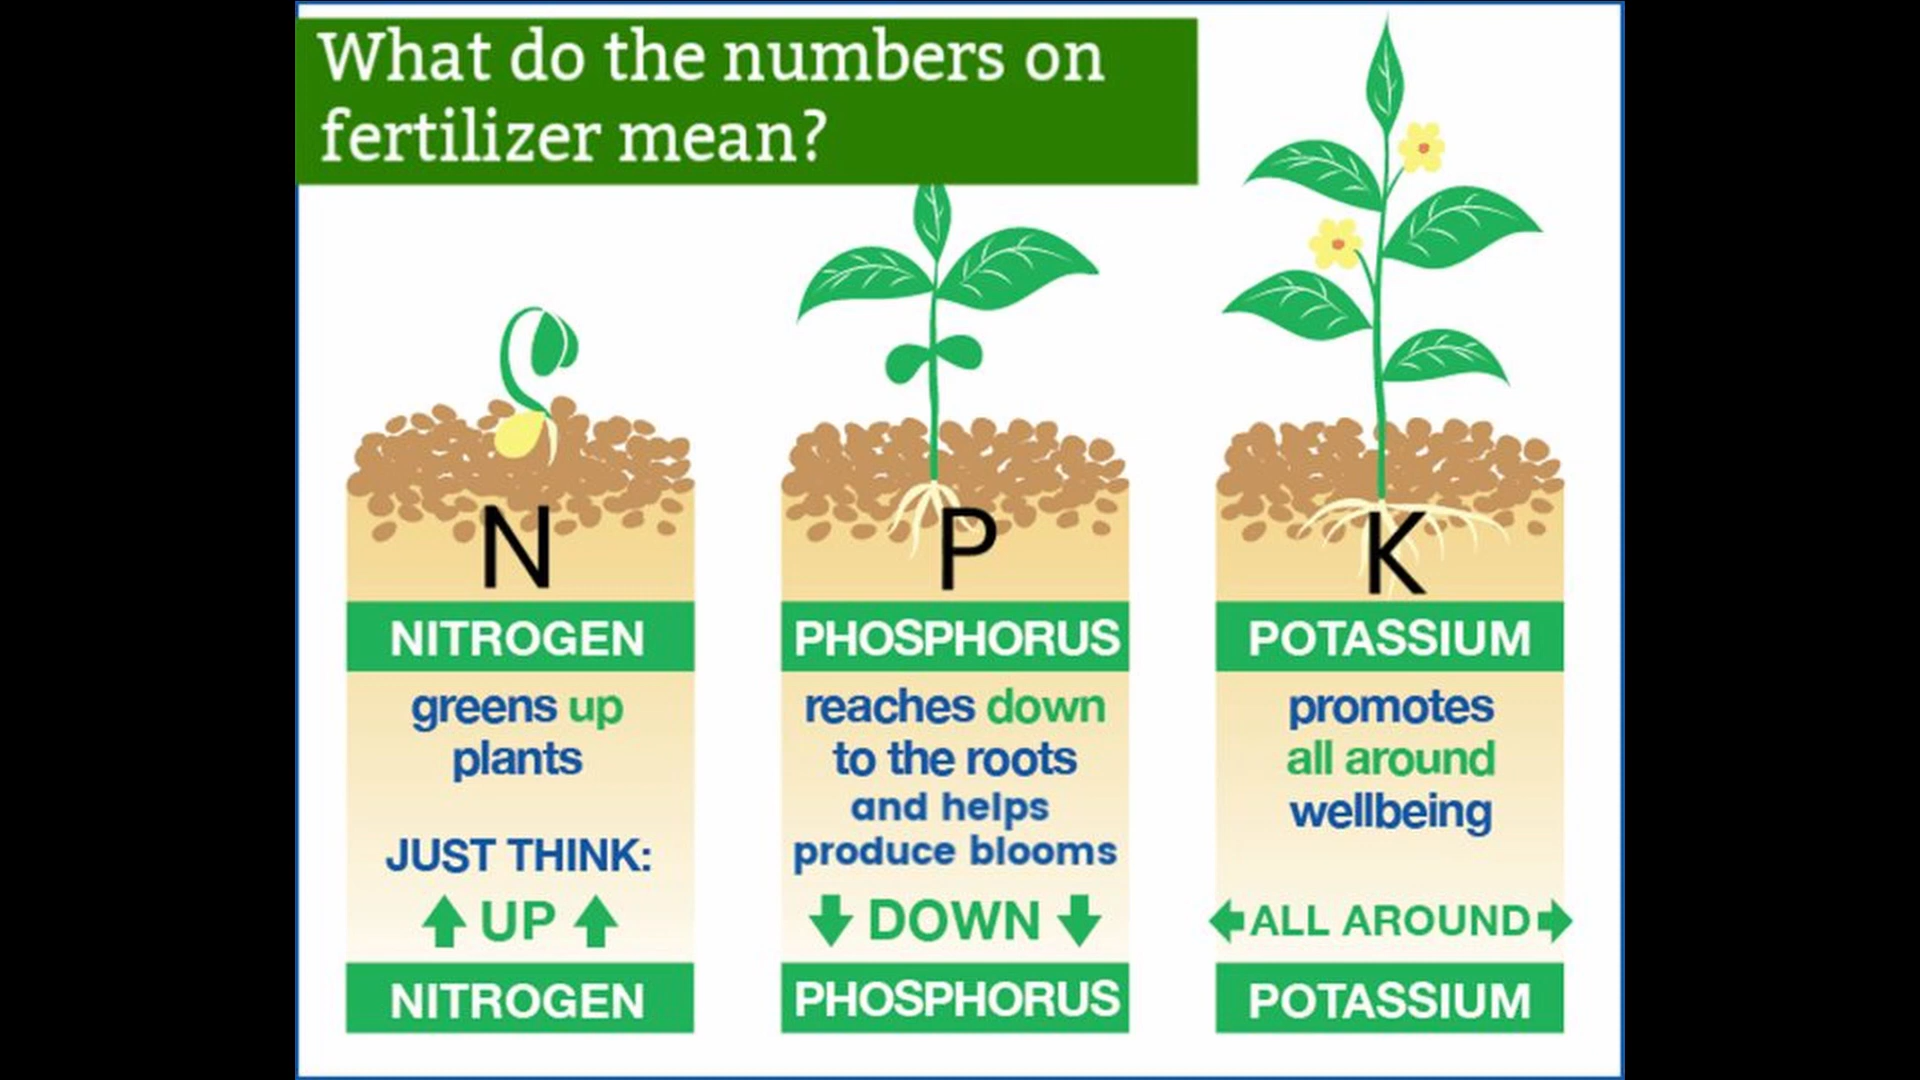 What do the numbers on
fertilizer mean?
N
P
K
NITROGEN
greens up
plants
JUST THINK:
UP
NITROGEN
PHOSPHORUS
reaches down
to the roots
and helps
produce blooms
DOWN
PHOSPHORUS
POTASSIUM
promotes
all around
wellbeing
ALL AROUND
POTASSIUM